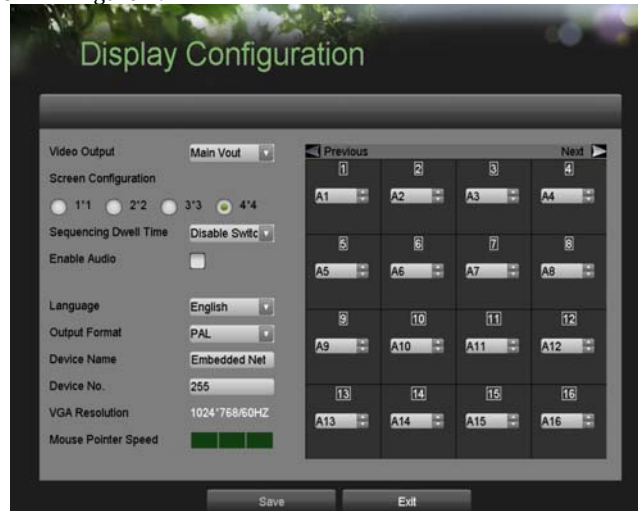 Display Configuration
Video Output Main Vout
Screen Configuration
1*1 2*2 3*3 4*4
Sequencing Dwell Time Disable Switc
Enable Audio
Language English
Output Format PAL
Device Name Embedded Net
Device No. 255
VGA Resolution 1024*768/60HZ
Mouse Pointer Speed
Previous Next
1 2 3 4
A1 A2 A3 A4
5 6 7 8
A5 A6 A7 A8
9 10 11 12
A9 A10 A11 A12
13 14 15 16
A13 A14 A15 A16
Save Exit